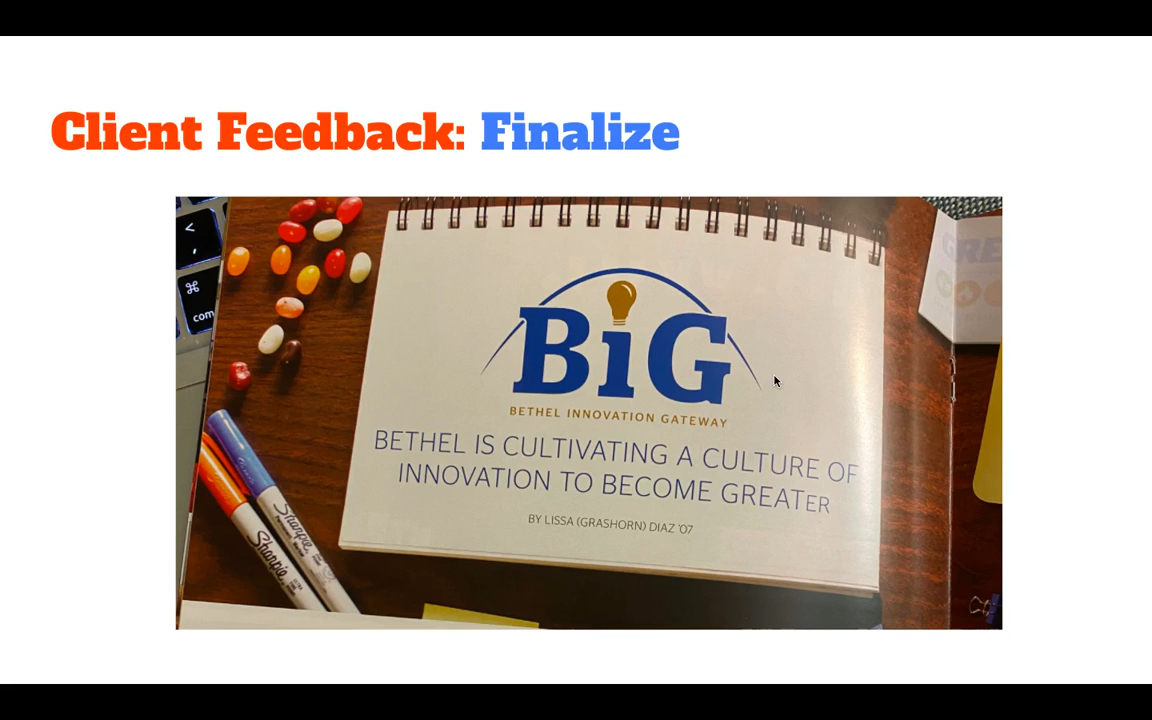 Client Feedback: Finalize
<
,
⌘
com
GRE
BiG
BETHEL INNOVATION GATEWAY
BETHEL IS CULTIVATING A CULTURE OF
INNOVATION TO BECOME GREATER
BY LISSA (GRASHORN) DIAZ '07
Sharpie
Sharpie